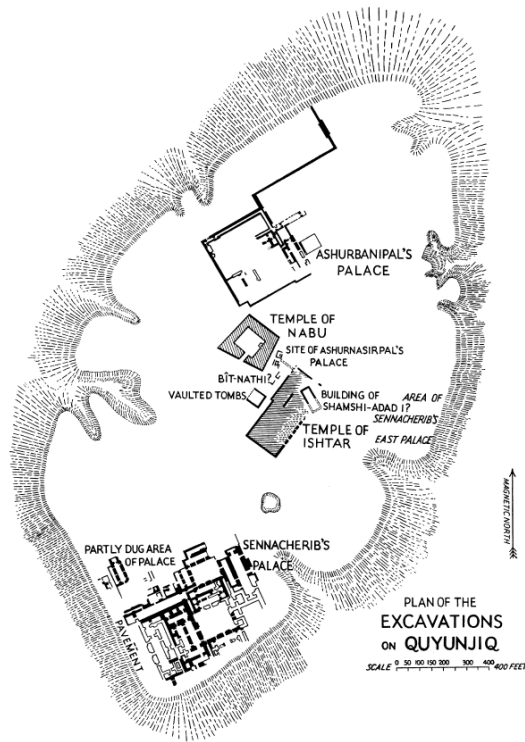 ASHURBANIPAL'S
PALACE
TEMPLE OF
NABU
SITE OF ASHURNASIRPAL'S
PALACE
BÎT-NATHI?
VAULTED TOMBS
BUILDING OF
SHAMSHI-ADAD I?
AREA OF
SENNACHERIB'S
EAST PALACE
TEMPLE OF
ISHTAR
MAGNETIC NORTH
PARTLY DUG AREA
OF PALACE
SENNACHERIB'S
PALACE
PAVEMENT
PLAN OF THE
EXCAVATIONS
ON QUYUNJIQ
SCALE 0 50 100 150 200 300 400 400 FEET